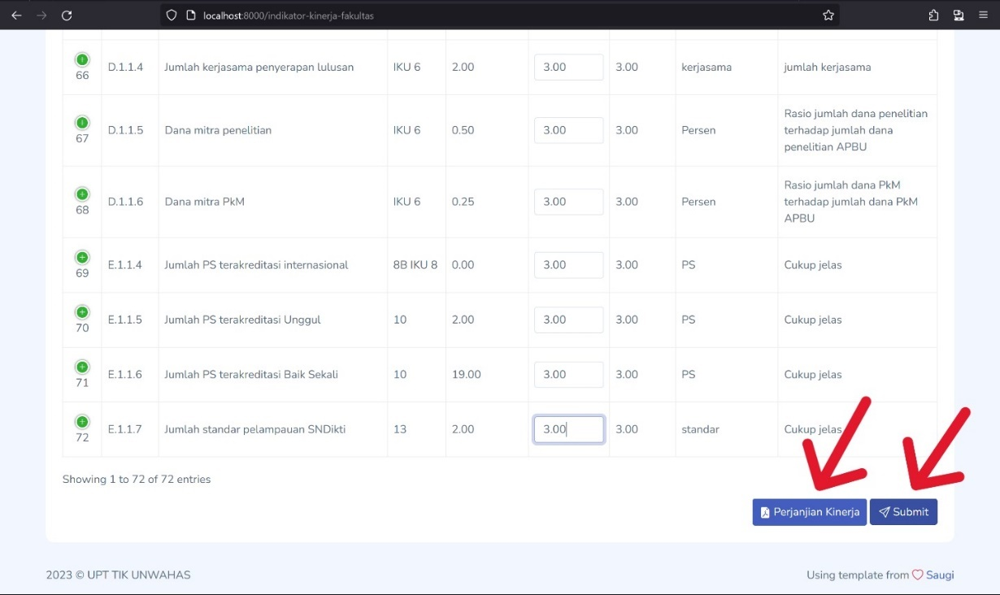 localhost:8000/indikator-kinerja-fakultas
66 D.1.1.4 Jumlah kerjasama penyerapan lulusan IKU 6 2.00 3.00 3.00 kerjasama jumlah kerjasama
67 D.1.1.5 Dana mitra penelitian IKU 6 0.50 3.00 3.00 Persen Rasio jumlah dana penelitian
terhadap jumlah dana
penelitian APBU
68 D.1.1.6 Dana mitra PkM IKU 6 0.25 3.00 3.00 Persen Rasio jumlah dana PkM
terhadap jumlah dana PkM
APBU
69 E.1.1.4 Jumlah PS terakreditasi internasional 8B IKU 8 0.00 3.00 3.00 PS Cukup jelas
70 E.1.1.5 Jumlah PS terakreditasi Unggul 10 2.00 3.00 3.00 PS Cukup jelas
71 E.1.1.6 Jumlah PS terakreditasi Baik Sekali 10 19.00 3.00 3.00 PS Cukup jelas
72 E.1.1.7 Jumlah standar pelampauan SNDikti 13 2.00 3.00 3.00 standar Cukup jelas
Showing 1 to 72 of 72 entries
Perjanjian Kinerja Submit
2023 © UPT TIK UNWAHAS Using template from Saugi